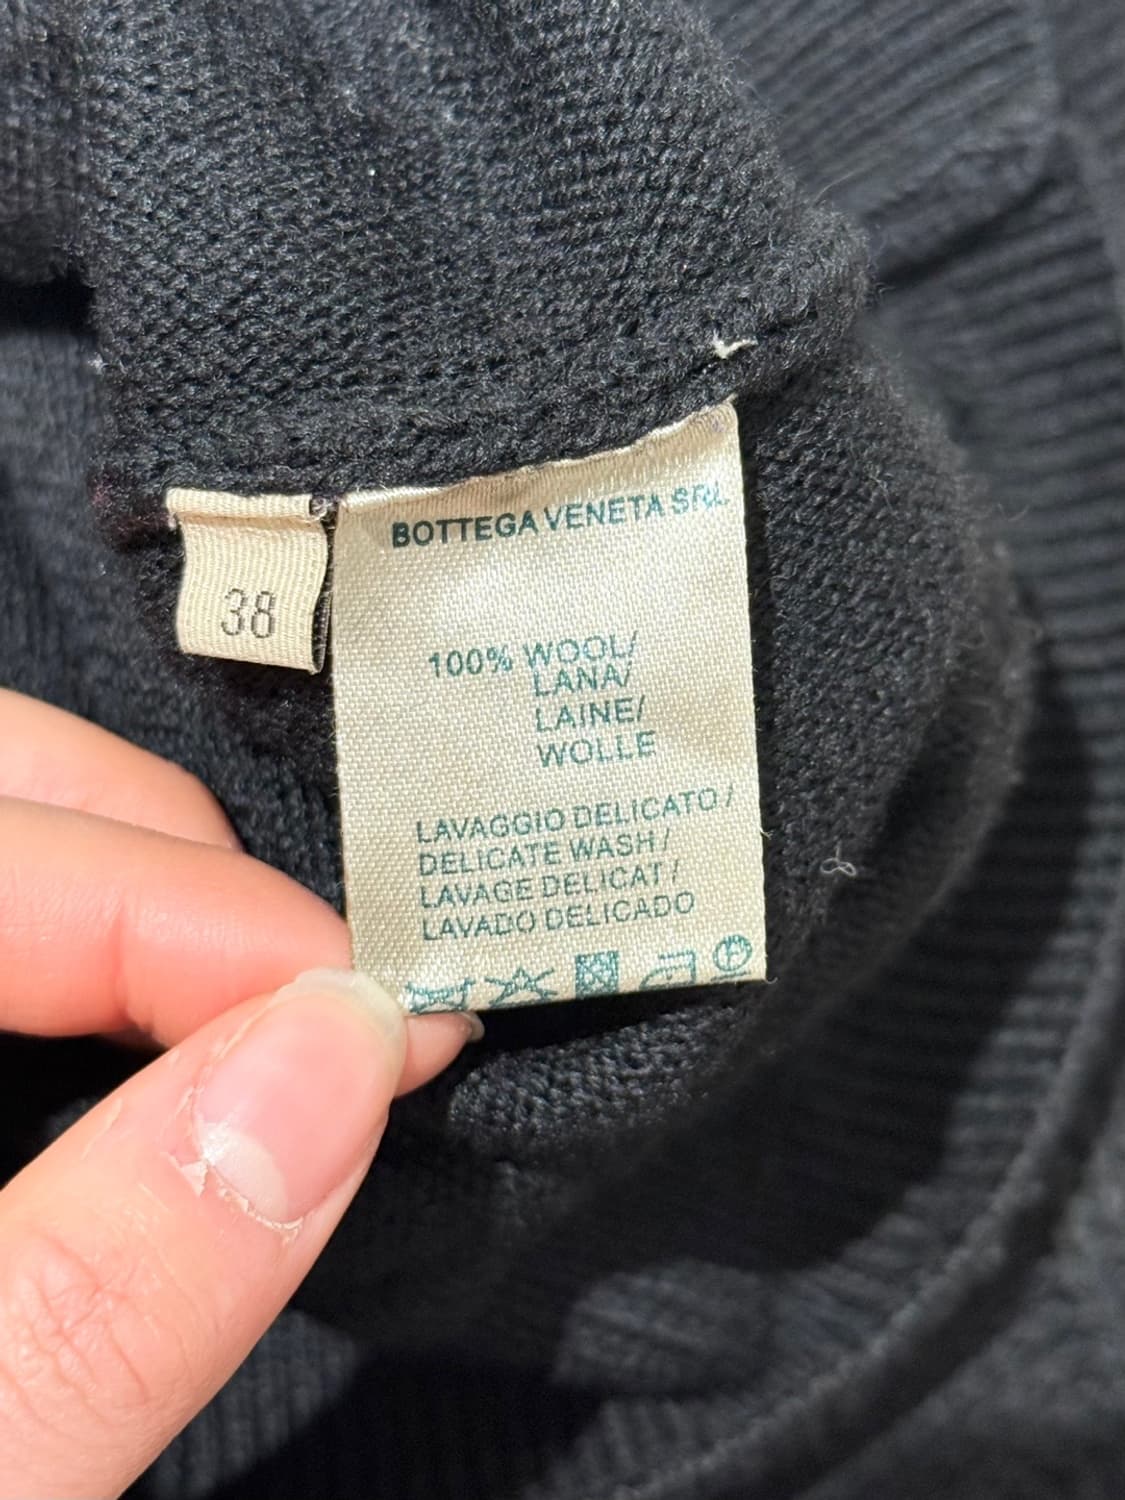 38
BOTTEGA VENETA SRL
100% WOOL/
LANA/
LAINE/
WOLLE
LAVAGGIO DELICATO /
DELICATE WASH /
LAVAGE DELICAT /
LAVADO DELICADO